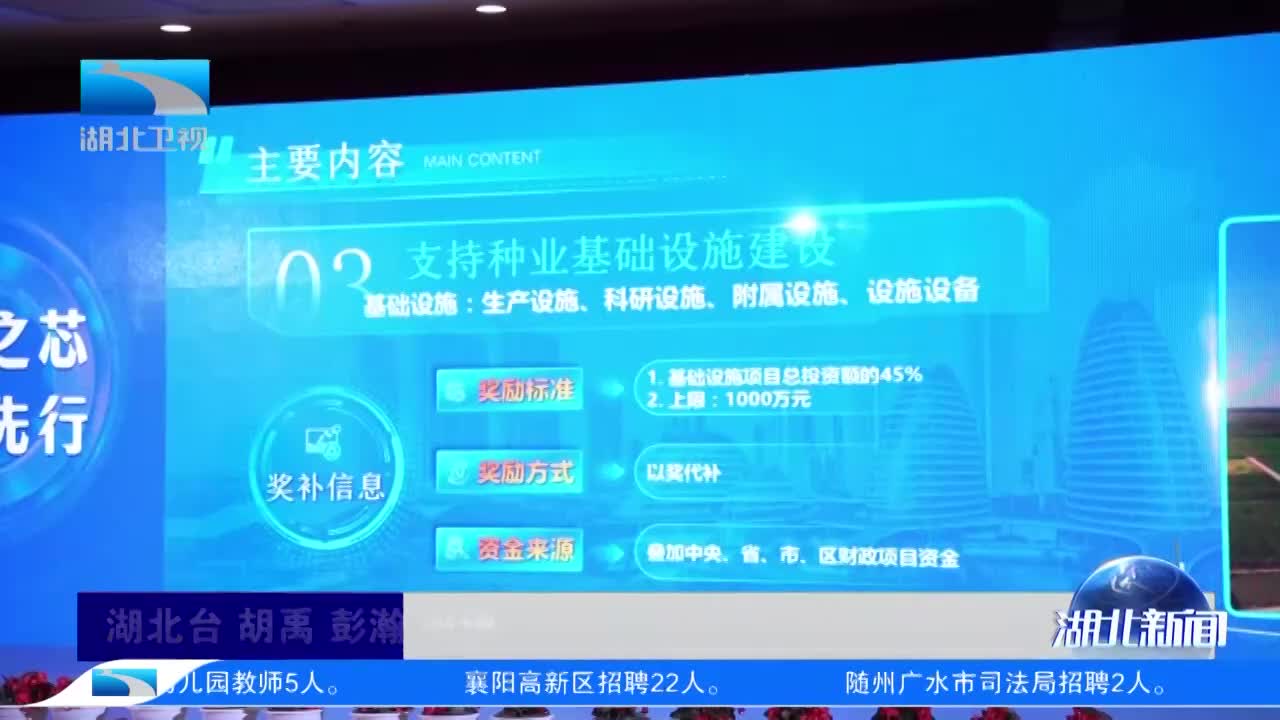 湖北卫视
主要内容 MAIN CONTENT
03 支持种业基础设施建设
基础设施：生产设施、科研设施、附属设施、设施设备
之芯
先行
奖补信息
奖励标准
1. 基础设施项目总投资额的45%
2. 上限：1000万元
奖励方式
以奖代补
资金来源
叠加中央、省、市、区财政项目资金
湖北台 胡禹 彭瀚
湖北新闻
儿园教师5人。 襄阳高新区招聘22人。 随州广水市司法局招聘2人。